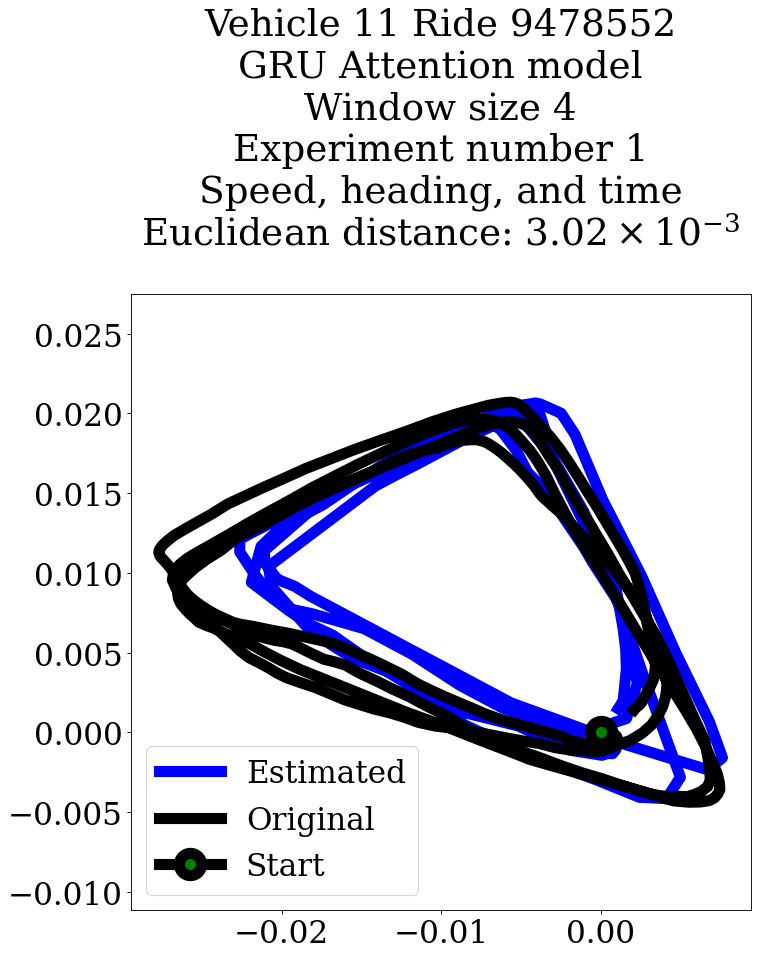 Vehicle 11 Ride 9478552
GRU Attention model
Window size 4
Experiment number 1
Speed, heading, and time
Euclidean distance: 3.02 × 10⁻³
0.025
0.020
0.015
0.010
0.005
0.000
−0.005
−0.010
Estimated
Original
Start
−0.02 −0.01 0.00